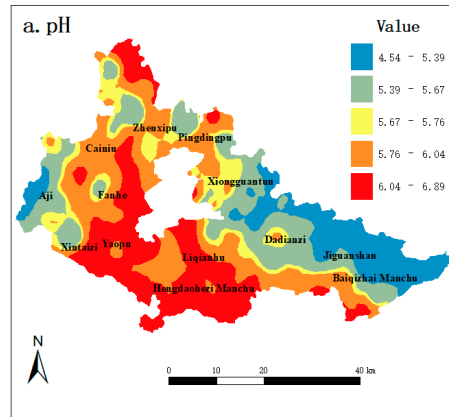 a. pH
Value
4.54 - 5.39
5.39 - 5.67
5.67 - 5.76
5.76 - 6.04
6.04 - 6.89
Zhenxipu
Pingdingpu
Cainiu
Xiongguantun
Aji
Fanhe
Dadianzi
Xintaizi
Yaopu
Liqianhu
Jiguanshan
Baiqizhai Manchu
Hengdaohezi Manchu
N
0 10 20 40 km